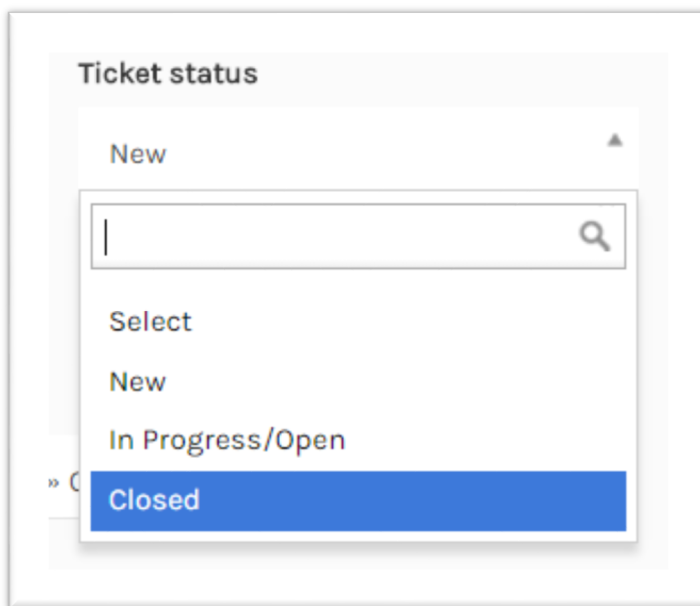 Ticket status
New
Select
New
In Progress/Open
»
Closed